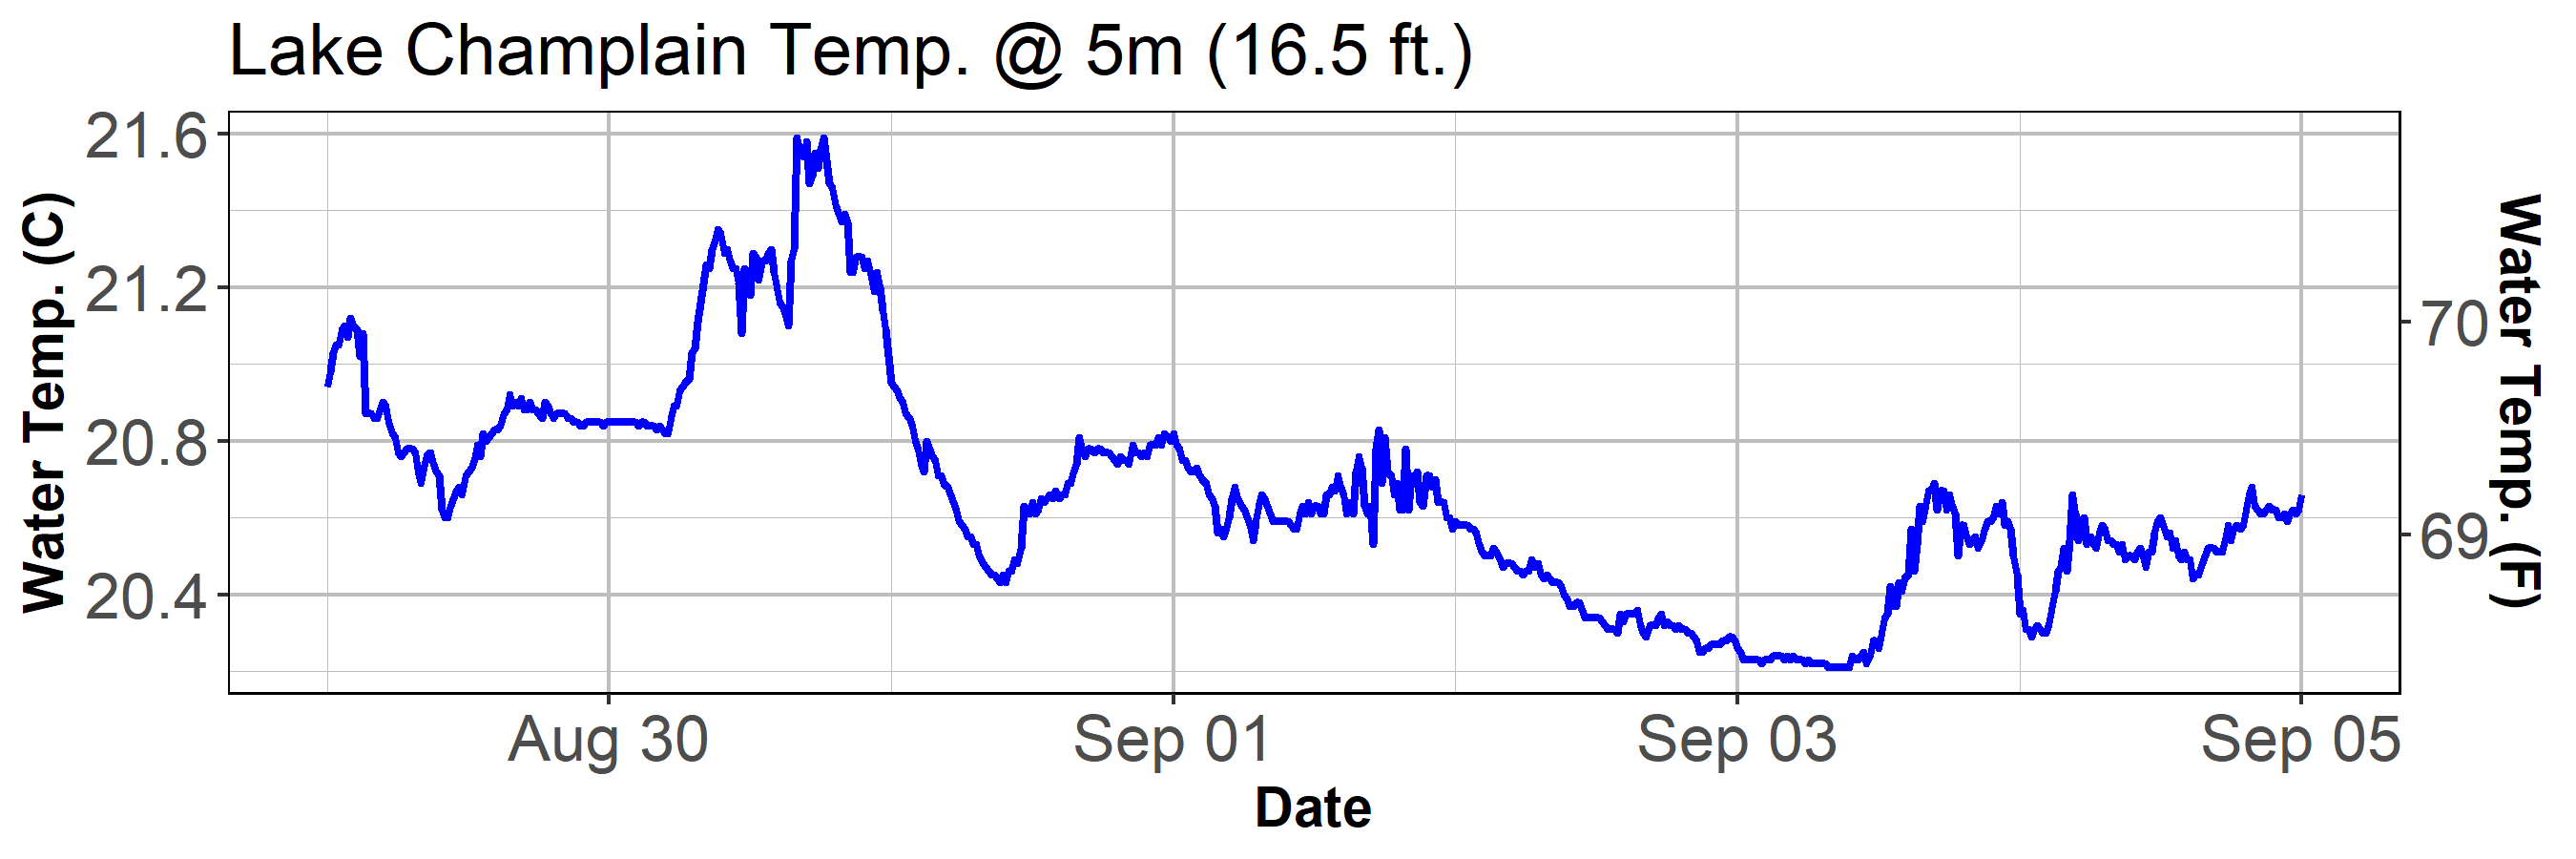 Lake Champlain Temp. @ 5m (16.5 ft.)
Water Temp. (C)
21.6
21.2
20.8
20.4
70
69
Water Temp. (F)
Aug 30
Sep 01
Sep 03
Sep 05
Date